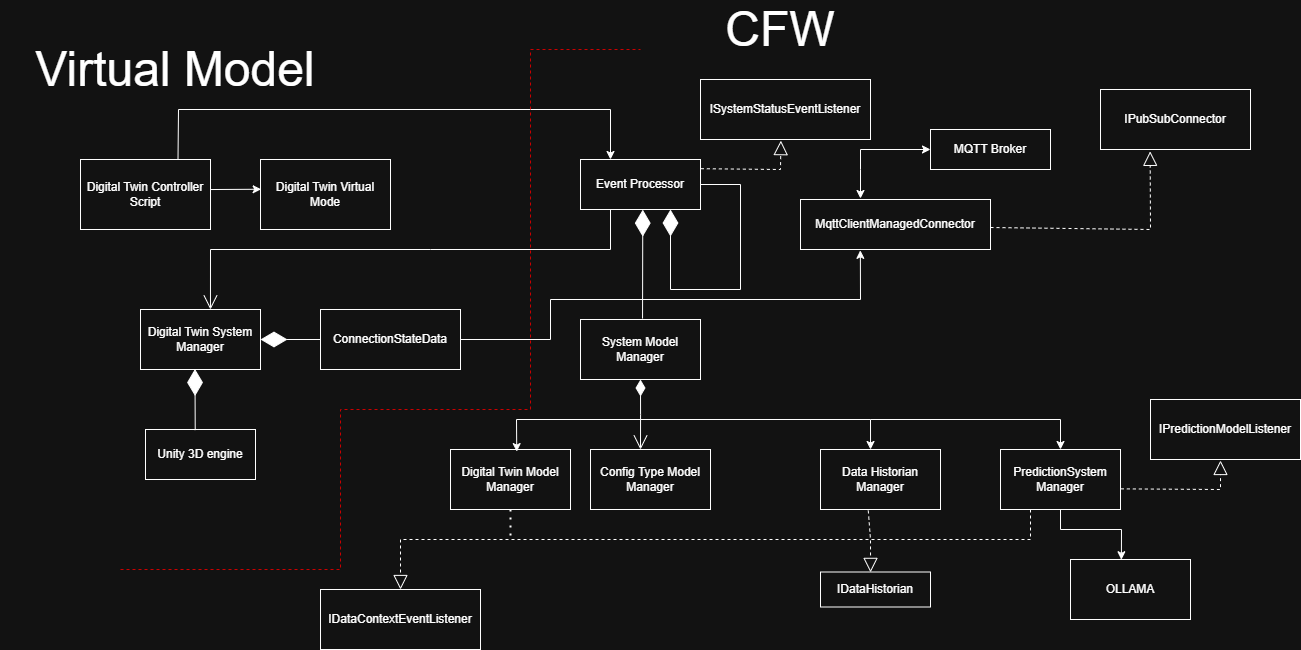 CFW
Virtual Model
ISystemStatusEventListener
IPubSubConnector
MQTT Broker
Digital Twin Controller
Script
Digital Twin Virtual
Mode
Event Processor
MqttClientManagedConnector
Digital Twin System
Manager
ConnectionStateData
System Model
Manager
IPredictionModelListener
Unity 3D engine
Digital Twin Model
Manager
Config Type Model
Manager
Data Historian
Manager
PredictionSystem
Manager
IDataHistorian
OLLAMA
IDataContextEventListener